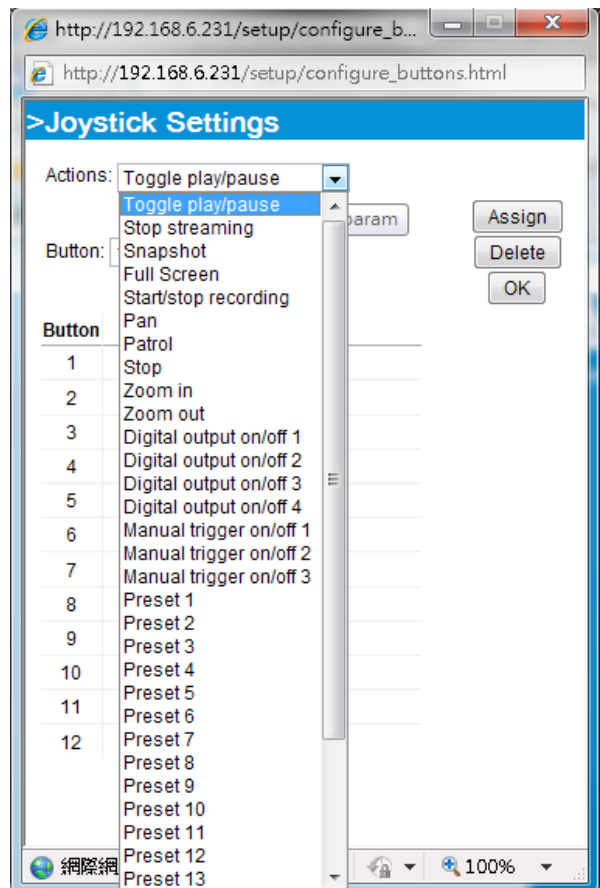 http://192.168.6.231/setup/configure_b...
http://192.168.6.231/setup/configure_buttons.html
>Joystick Settings
Actions: Toggle play/pause
Toggle play/pause
Stop streaming
Snapshot
Full Screen
Start/stop recording
Pan
Patrol
Stop
Zoom in
Zoom out
Digital output on/off 1
Digital output on/off 2
Digital output on/off 3
Digital output on/off 4
Manual trigger on/off 1
Manual trigger on/off 2
Manual trigger on/off 3
Preset 1
Preset 2
Preset 3
Preset 4
Preset 5
Preset 6
Preset 7
Preset 8
Preset 9
Preset 10
Preset 11
Preset 12
Preset 13
param
Assign
Button:
Delete
OK
Button
1
2
3
4
5
6
7
8
9
10
11
12
網際網
100%